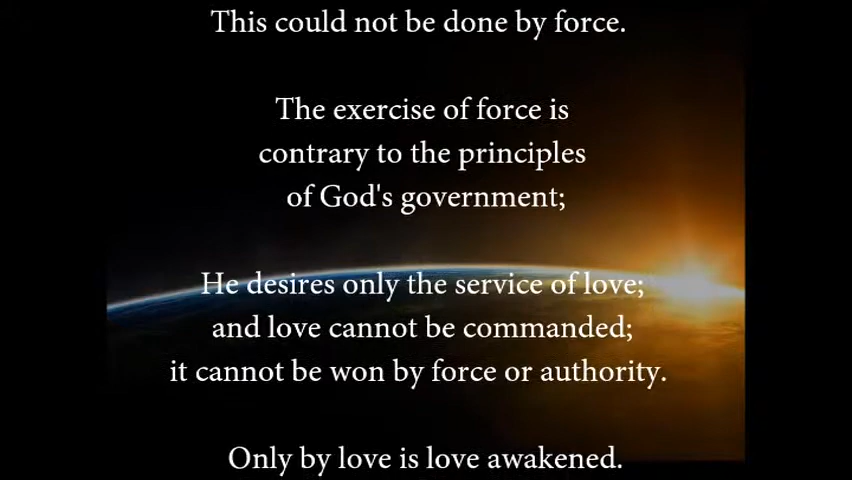 This could not be done by force.
The exercise of force is
contrary to the principles
of God's government;
He desires only the service of love;
and love cannot be commanded;
it cannot be won by force or authority.
Only by love is love awakened.